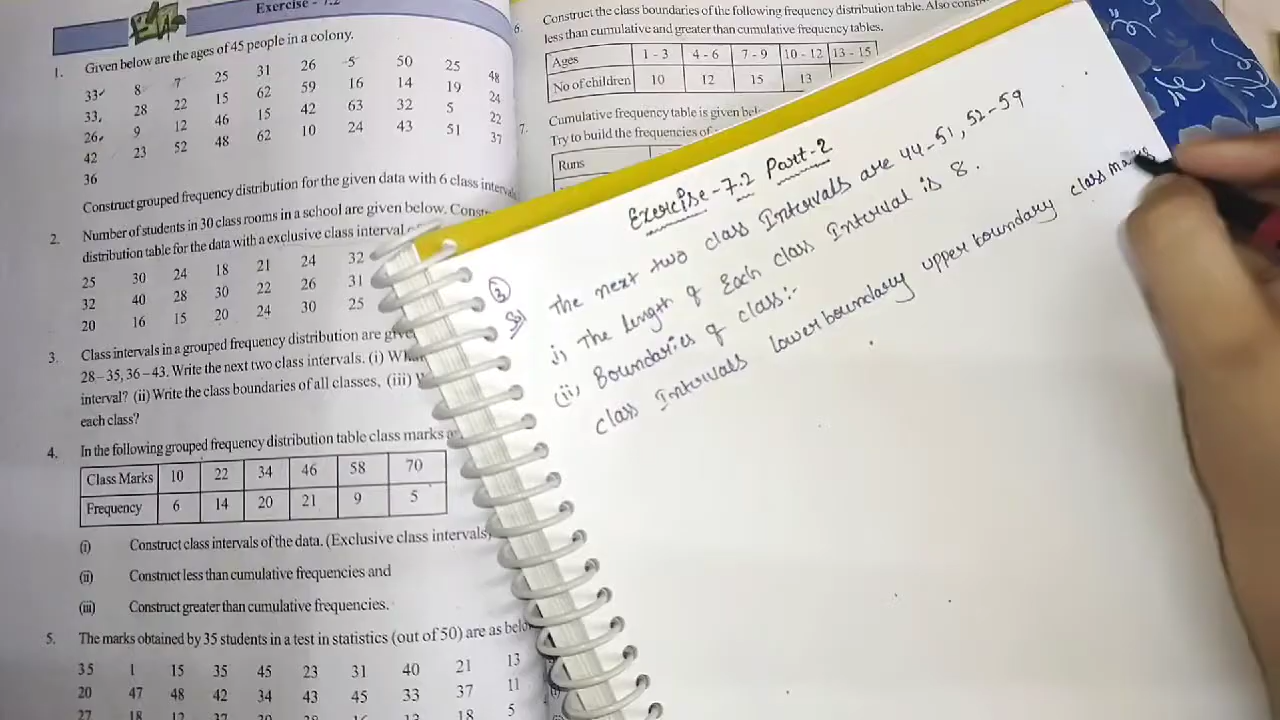 Exercise - 7.2
1. Given below are the ages of 45 people in a colony.
33 8 7 25 31 26 5 50 25 48
33 28 22 15 62 59 16 14 19 24
26 9 12 46 15 42 63 32 5 22
42 23 52 48 62 10 24 43 51 37
36
Construct grouped frequency distribution for the given data with 6 class
2. Number of students in 30 class rooms in a school are given below.
distribution table for the data with a exclusive class interval
25 30 24 18 21 24 32
32 40 28 30 22 26 31
20 16 15 20 24 30 25
3. Class intervals in a grouped frequency distribution are
28 – 35, 36 – 43. Write the next two class intervals. (i)
interval? (ii) Write the class boundaries of all classes, (iii)
each class?
4. In the following grouped frequency distribution table class marks
Class Marks 10 22 34 46 58 70
Frequency 6 14 20 21 9 5
(i) Construct class intervals of the data. (Exclusive class intervals)
(ii) Construct less than cumulative frequencies and
(iii) Construct greater than cumulative frequencies.
5. The marks obtained by 35 students in a test in statistics (out of 50) are as
35 1 15 35 45 23 31 40 21 13
20 47 48 42 34 43 45 33 37 11
27 18 12 18 5
6. Construct the class boundaries of the following frequency distribution table. Also
less than cumulative and greater than cumulative frequency tables.
Ages 1 - 3 4 - 6 7 - 9 10 - 12 13 - 15
No of children 10 12 15 13
7. Cumulative frequency table is given
Try to build the frequencies of
Runs
Exercise - 7.2 Part-2
3
Sol The next two class Intervals are 44-51, 52-59
i) The length of Each class Interval is 8.
(ii) Boundaries of class:-
class Intervals lower boundary upper boundary class marks